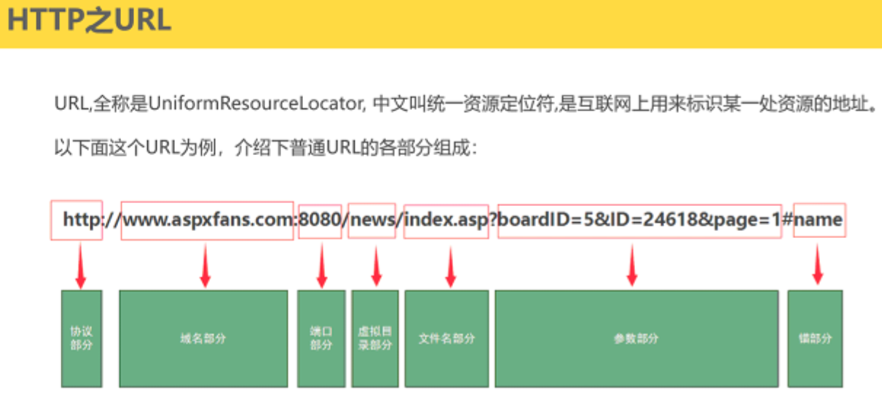 HTTP之URL
URL,全称是UniformResourceLocator, 中文叫统一资源定位符,是互联网上用来标识某一处资源的地址。
以下面这个URL为例，介绍下普通URL的各部分组成：
http://www.aspxfans.com:8080/news/index.asp?boardID=5&ID=24618&page=1#name
协议
部分
域名部分
端口
部分
虚拟目
录部分
文件名部分
参数部分
锚部分